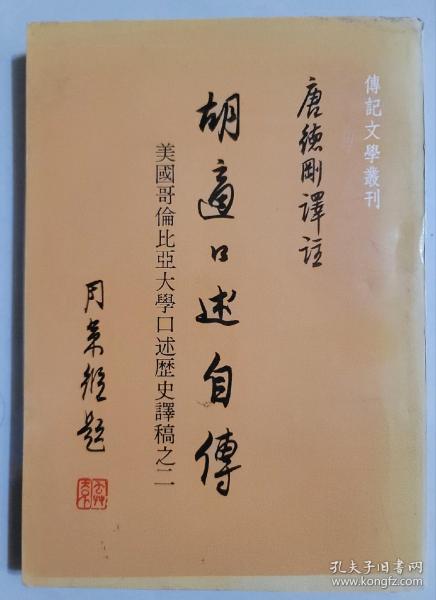 傳記文學叢刊
唐德剛譯註
胡適口述自傳
美國哥倫比亞大學口述歷史譯稿之二
周策縱題
孔夫子旧书网
www.kongfz.com